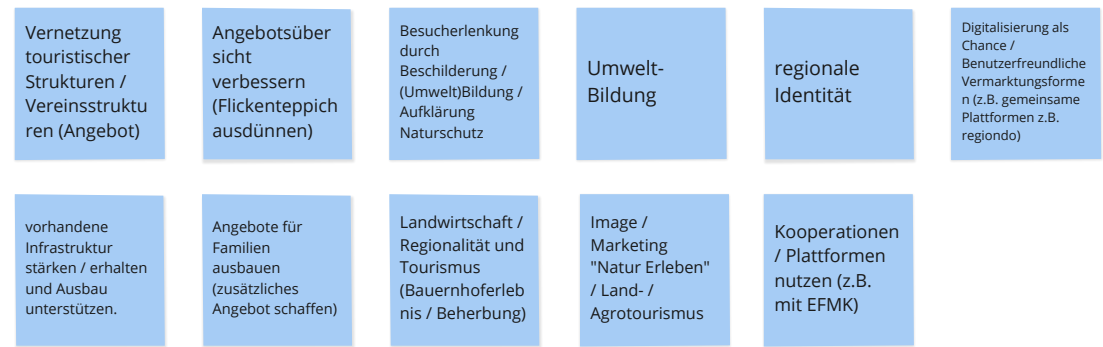 Vernetzung
touristischer
Strukturen /
Vereinsstruktu
ren (Angebot)
Angebotsüber
sicht
verbessern
(Flickenteppich
ausdünnen)
Besucherlenkung
durch
Beschilderung /
(Umwelt)Bildung /
Aufklärung
Naturschutz
Umwelt-
Bildung
regionale
Identität
Digitalisierung als
Chance /
Benutzerfreundliche
Vermarktungsforme
n (z.B. gemeinsame
Plattformen z.B.
regiondo)
vorhandene
Infrastruktur
stärken / erhalten
und Ausbau
unterstützen.
Angebote für
Familien
ausbauen
(zusätzliches
Angebot schaffen)
Landwirtschaft /
Regionalität und
Tourismus
(Bauernhoferleb
nis / Beherbung)
Image /
Marketing
"Natur Erleben"
/ Land- /
Agrotourismus
Kooperationen
/ Plattformen
nutzen (z.B.
mit EFMK)